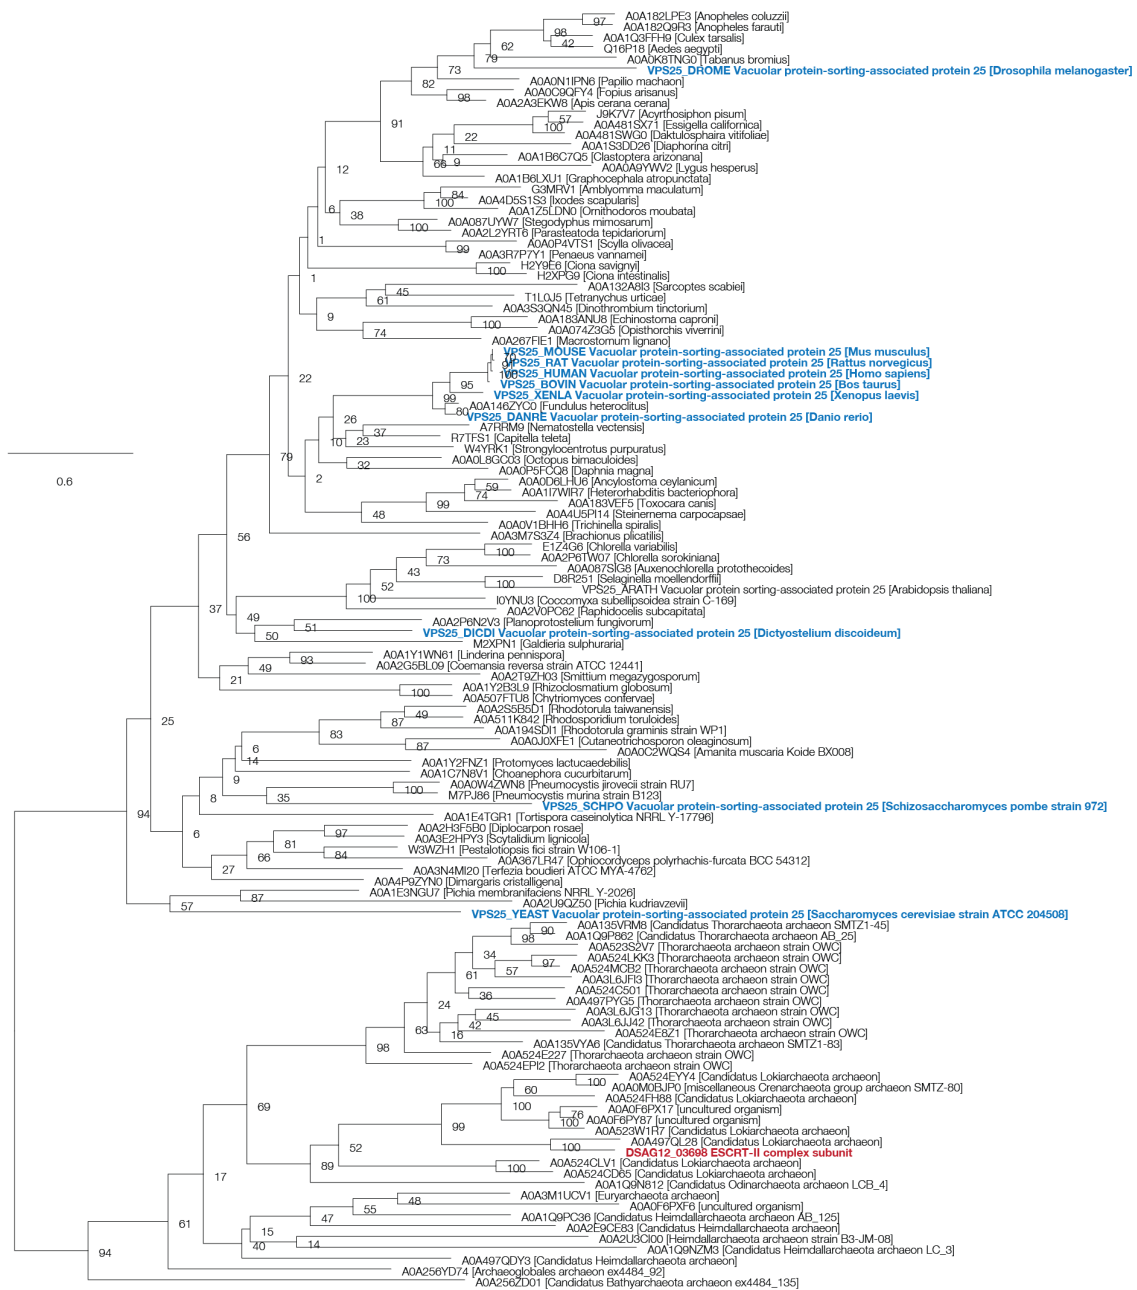 A0A182LPE3 [Anopheles coluzzii]
97
A0A182Q9R3 [Anopheles farauti]
98
A0A1Q3FFH9 [Culex tarsalis]
62
42
Q16P18 [Aedes aegypti]
79
A0A0K8TNG0 [Tabanus bromius]
73
VPS25_DROME Vacuolar protein-sorting-associated protein 25 [Drosophila melanogaster]
82
A0A0N1IPN6 [Papilio machaon]
A0A0C9QFY4 [Fopius arisanus]
98
A0A2A3EKW8 [Apis cerana cerana]
91
J9K7V7 [Acyrthosiphon pisum]
57
A0A481SX71 [Essigella californica]
100
22
A0A481SWG0 [Daktulosphaira vitifoliae]
11
A0A1S3DD26 [Diaphorina citri]
A0A1B6C7Q5 [Clastoptera arizonana]
66
9
A0A0A9YWV2 [Lygus hesperus]
12
A0A1B6LXU1 [Graphocephala atropunctata]
G3MRV1 [Amblyomma maculatum]
84
A0A4D5S1S3 [Ixodes scapularis]
100
6
A0A1Z5LDN0 [Ornithodoros moubata]
38
A0A087UYW7 [Stegodyphus mimosarum]
100
A0A2L2YRT6 [Parasteatoda tepidariorum]
1
A0A0P4VTS1 [Scylla olivacea]
99
A0A3R7P7Y1 [Penaeus vannamei]
H2Y9E6 [Ciona savignyi]
100
1
H2XPG9 [Ciona intestinalis]
A0A132A8I3 [Sarcoptes scabiei]
45
T1L0J5 [Tetranychus urticae]
61
A0A3S3QN45 [Dinothrombium tinctorium]
9
A0A183ANU8 [Echinostoma caproni]
100
74
A0A074Z3G5 [Opisthorchis viverrini]
A0A267FIE1 [Macrostomum lignano]
VPS25_MOUSE Vacuolar protein-sorting-associated protein 25 [Mus musculus]
VPS25_RAT Vacuolar protein-sorting-associated protein 25 [Rattus norvegicus]
VPS25_HUMAN Vacuolar protein-sorting-associated protein 25 [Homo sapiens]
100
22
95
VPS25_BOVIN Vacuolar protein-sorting-associated protein 25 [Bos taurus]
99
VPS25_XENLA Vacuolar protein-sorting-associated protein 25 [Xenopus laevis]
A0A146ZYC0 [Fundulus heteroclitus]
80
VPS25_DANRE Vacuolar protein-sorting-associated protein 25 [Danio rerio]
26
A7RRM9 [Nematostella vectensis]
37
10
23
R7TFS1 [Capitella teleta]
W4YRK1 [Strongylocentrotus purpuratus]
79
A0A0L8GC03 [Octopus bimaculoides]
32
A0A0P5FCQ8 [Daphnia magna]
0.6
2
A0A0D6LHU6 [Ancylostoma ceylanicum]
59
A0A1I7WIR7 [Heterorhabditis bacteriophora]
74
99
A0A183VEF5 [Toxocara canis]
48
A0A4U5PI14 [Steinernema carpocapsae]
A0A0V1BHH6 [Trichinella spiralis]
56
A0A3M7S3Z4 [Brachionus plicatilis]
E1Z4G6 [Chlorella variabilis]
100
73
A0A2P6TW07 [Chlorella sorokiniana]
43
A0A087SIG8 [Auxenochlorella protothecoides]
D8R251 [Selaginella moellendorffii]
100
52
VPS25_ARATH Vacuolar protein sorting-associated protein 25 [Arabidopsis thaliana]
100
I0YNU3 [Coccomyxa subellipsoidea strain C-169]
37
A0A2V0PC62 [Raphidocelis subcapitata]
49
A0A2P6N2V3 [Planoprotostelium fungivorum]
51
50
VPS25_DICDI Vacuolar protein-sorting-associated protein 25 [Dictyostelium discoideum]
M2XPN1 [Galdieria sulphuraria]
A0A1Y1WN61 [Linderina pennispora]
93
49
A0A2G5BL09 [Coemansia reversa strain ATCC 12441]
21
A0A2T9ZH03 [Smittium megazygosporum]
A0A1Y2B3L9 [Rhizoclosmatium globosum]
100
A0A507FTU8 [Chytriomyces confervae]
A0A2S5B5D1 [Rhodotorula taiwanensis]
25
49
A0A511K842 [Rhodosporidium toruloides]
87
83
A0A194SDI1 [Rhodotorula graminis strain WP1]
A0A0J0XFE1 [Cutaneotrichosporon oleaginosum]
6
87
A0A0C2WQS4 [Amanita muscaria Koide BX008]
14
A0A1Y2FNZ1 [Protomyces lactucaedebilis]
9
A0A1C7N8V1 [Choanephora cucurbitarum]
A0A0W4ZWN8 [Pneumocystis jirovecii strain RU7]
100
8
35
M7PJ86 [Pneumocystis murina strain B123]
VPS25_SCHPO Vacuolar protein-sorting-associated protein 25 [Schizosaccharomyces pombe strain 972]
94
A0A1E4TGR1 [Tortispora caseinolytica NRRL Y-17796]
6
A0A2H3F5B0 [Diplocarpon rosae]
97
A0A3E2HPY3 [Scytalidium lignicola]
81
W3WZH1 [Pestalotiopsis fici strain W106-1]
66
84
A0A367LR47 [Ophiocordyceps polyrhachis-furcata BCC 54312]
27
A0A3N4MI20 [Terfezia boudieri ATCC MYA-4762]
A0A4P9ZYN0 [Dimargaris cristalligena]
A0A1E3NGU7 [Pichia membranifaciens NRRL Y-2026]
87
57
A0A2U9QZ50 [Pichia kudriavzevii]
VPS25_YEAST Vacuolar protein-sorting-associated protein 25 [Saccharomyces cerevisiae strain ATCC 204508]
A0A135VRM8 [Candidatus Thorarchaeota archaeon SMTZ1-45]
90
98
A0A1Q9P862 [Candidatus Thorarchaeota archaeon AB_25]
A0A523S2V7 [Thorarchaeota archaeon strain OWC]
34
A0A524LKK3 [Thorarchaeota archaeon strain OWC]
97
57
A0A524MCB2 [Thorarchaeota archaeon strain OWC]
61
A0A3L6JFI3 [Thorarchaeota archaeon strain OWC]
A0A524C501 [Thorarchaeota archaeon strain OWC]
36
24
A0A497PYG5 [Thorarchaeota archaeon strain OWC]
A0A3L6JG13 [Thorarchaeota archaeon strain OWC]
45
42
A0A3L6JJ42 [Thorarchaeota archaeon strain OWC]
63
16
A0A524E8Z1 [Thorarchaeota archaeon strain OWC]
A0A135VYA6 [Candidatus Thorarchaeota archaeon SMTZ1-83]
98
A0A524E227 [Thorarchaeota archaeon strain OWC]
A0A524EPI2 [Thorarchaeota archaeon strain OWC]
A0A524EYY4 [Candidatus Lokiarchaeota archaeon]
100
60
A0A0M0BJP0 [miscellaneous Crenarchaeota group archaeon SMTZ-80]
A0A524FH88 [Candidatus Lokiarchaeota archaeon]
69
100
A0A0F6PX17 [uncultured organism]
76
A0A0F6PY87 [uncultured organism]
100
99
A0A523W1R7 [Candidatus Lokiarchaeota archaeon]
52
A0A497QL28 [Candidatus Lokiarchaeota archaeon]
100
DSAG12_03698 ESCRT-II complex subunit
89
A0A524CLV1 [Candidatus Lokiarchaeota archaeon]
100
17
A0A524CD65 [Candidatus Lokiarchaeota archaeon]
A0A1Q9N812 [Candidatus Odinarchaeota archaeon LCB_4]
A0A3M1UCV1 [Euryarchaeota archaeon]
48
55
A0A0F6PXF6 [uncultured organism]
47
A0A1Q9PC36 [Candidatus Heimdallarchaeota archaeon AB_125]
61
15
A0A2E9CE83 [Candidatus Heimdallarchaeota archaeon]
A0A2U3CI00 [Heimdallarchaeota archaeon strain B3-JM-08]
40
14
A0A1Q9NZM3 [Candidatus Heimdallarchaeota archaeon LC_3]
94
A0A497QDY3 [Candidatus Heimdallarchaeota archaeon]
A0A256YD74 [Archaeoglobales archaeon ex4484_92]
A0A256ZD01 [Candidatus Bathyarchaeota archaeon ex4484_135]